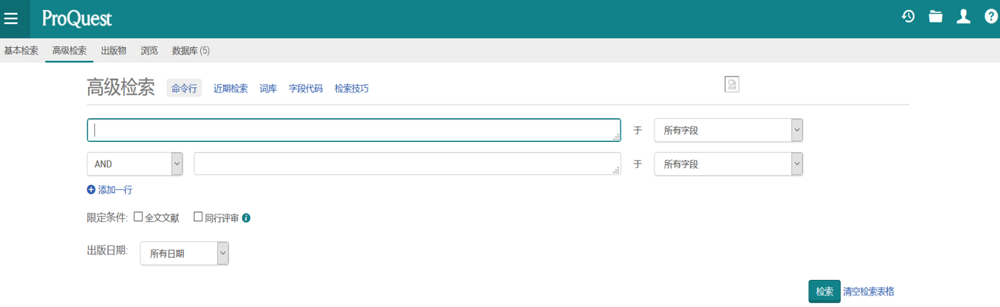 ProQuest
基本检索 高级检索 出版物 浏览 数据库 (5)
高级检索 命令行 近期检索 词库 字段代码 检索技巧
于 所有字段
AND 于 所有字段
添加一行
限定条件: 全文文献 同行评审
出版日期: 所有日期
检索 清空检索表格